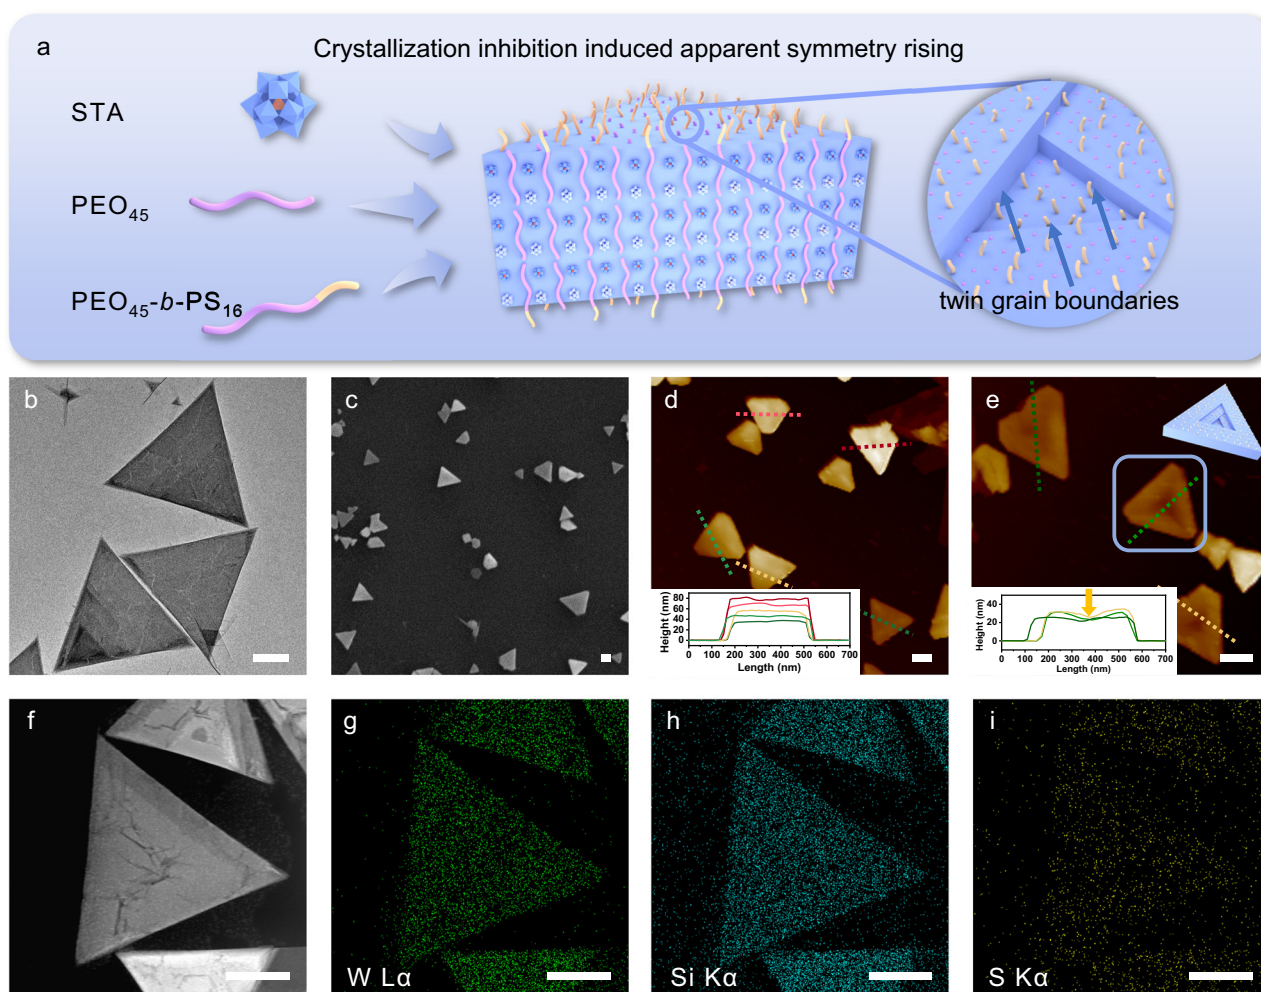 a
Crystallization inhibition induced apparent symmetry rising
STA
PEO₄₅
PEO₄₅-b-PS₁₆
twin grain boundaries
b
c
d
e
80
60
40
20
0
Height (nm)
0 100 200 300 400 500 600 700
Length (nm)
40
20
0
Height (nm)
0 100 200 300 400 500 600 700
Length (nm)
f
g
h
i
W Lα
Si Kα
S Kα